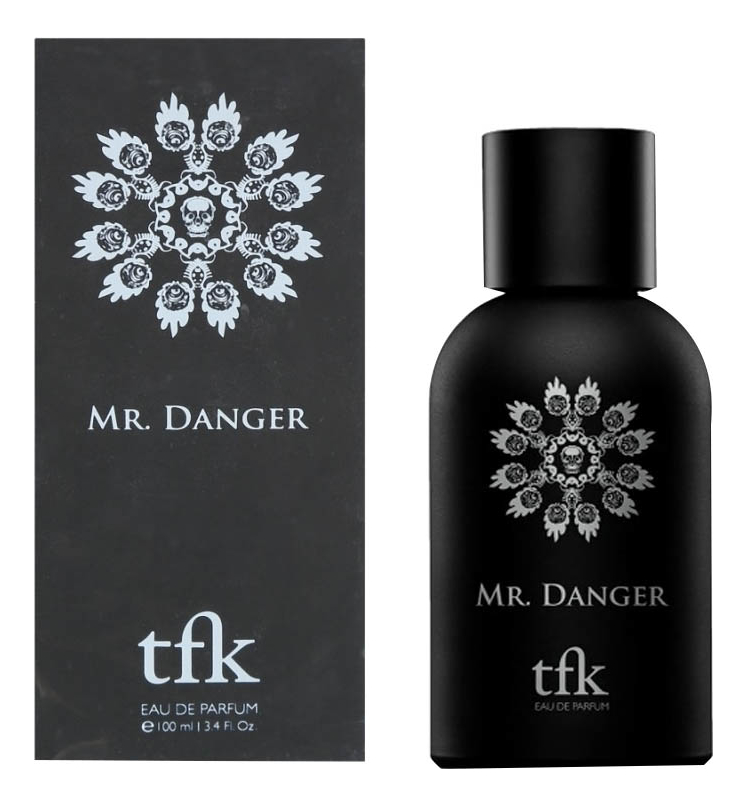 MR. DANGER
tfk
EAU DE PARFUM
e 100 ml | 3.4 Fl. Oz.
MR. DANGER
tfk
EAU DE PARFUM